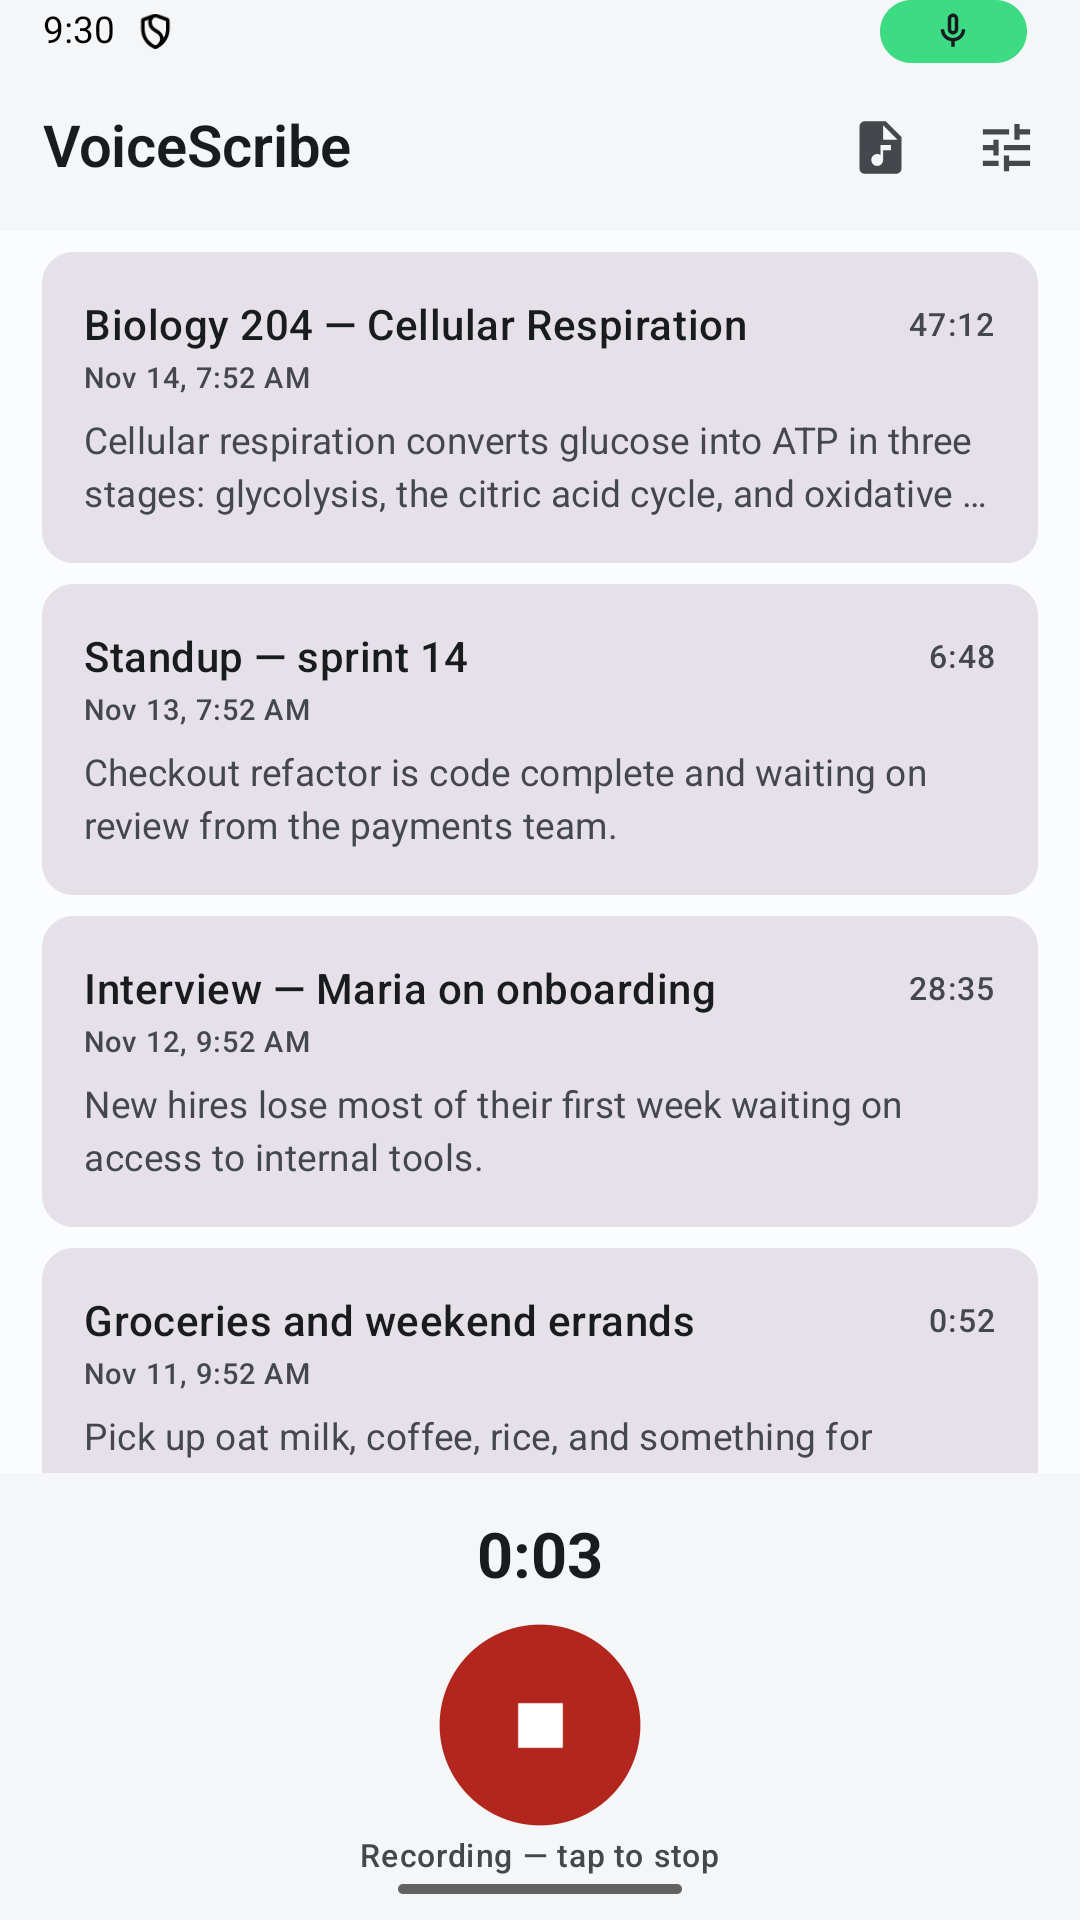 9:30
VoiceScribe
Biology 204 — Cellular Respiration
47:12
Nov 14, 7:52 AM
Cellular respiration converts glucose into ATP in three
stages: glycolysis, the citric acid cycle, and oxidative …
Standup — sprint 14
6:48
Nov 13, 7:52 AM
Checkout refactor is code complete and waiting on
review from the payments team.
Interview — Maria on onboarding
28:35
Nov 12, 9:52 AM
New hires lose most of their first week waiting on
access to internal tools.
Groceries and weekend errands
0:52
Nov 11, 9:52 AM
Pick up oat milk, coffee, rice, and something for
0:03
Recording — tap to stop